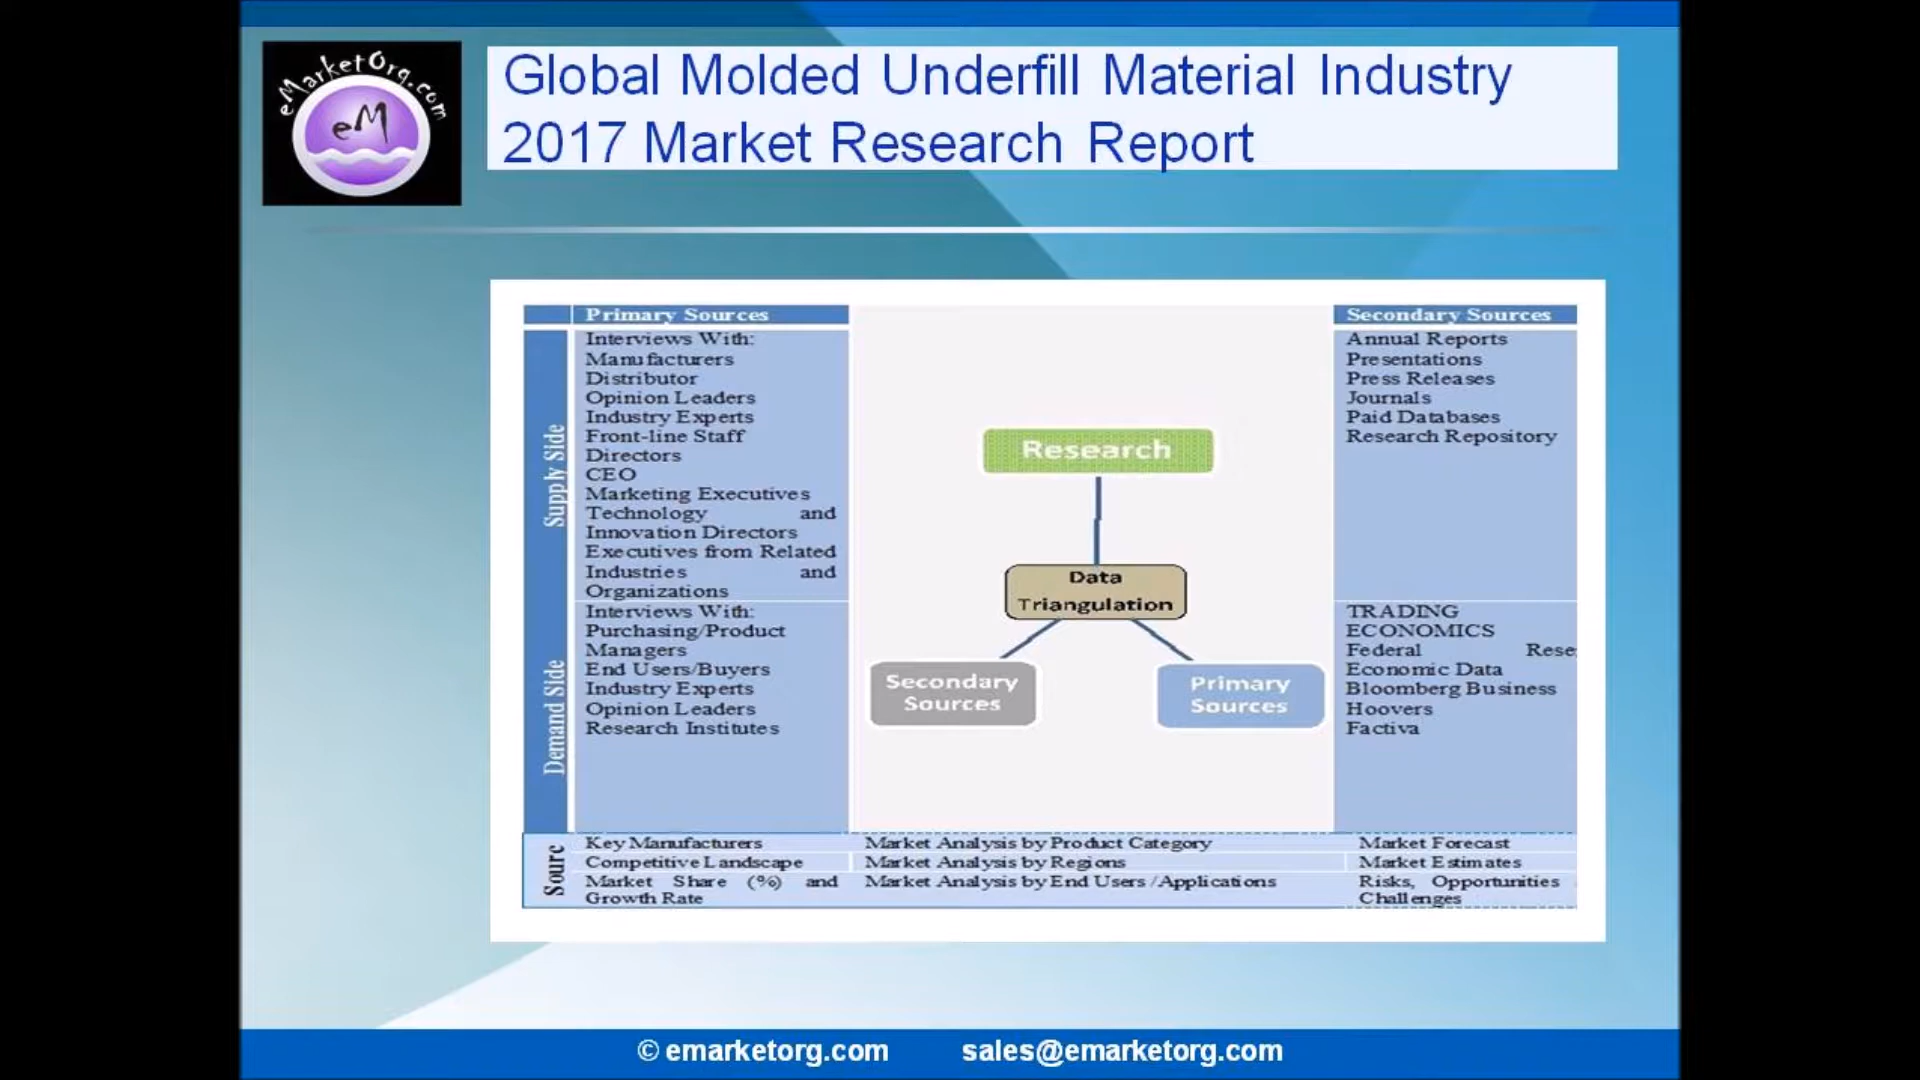 eMarketOrg.com
eM
Global Molded Underfill Material Industry
2017 Market Research Report
Primary Sources
Supply Side
Interviews With:
Manufacturers
Distributor
Opinion Leaders
Industry Experts
Front-line Staff
Directors
CEO
Marketing Executives
Technology and
Innovation Directors
Executives from Related
Industries and
Organizations
Demand Side
Interviews With:
Purchasing/Product
Managers
End Users/Buyers
Industry Experts
Opinion Leaders
Research Institutes
Research
Data
Triangulation
Secondary
Sources
Primary
Sources
Secondary Sources
Annual Reports
Presentations
Press Releases
Journals
Paid Databases
Research Repository
TRADING
ECONOMICS
Federal Rese
Economic Data
Bloomberg Business
Hoovers
Factiva
Sourc
Key Manufacturers
Competitive Landscape
Market Share (%) and
Growth Rate
Market Analysis by Product Category
Market Analysis by Regions
Market Analysis by End Users /Applications
Market Forecast
Market Estimates
Risks, Opportunities
Challenges
© emarketorg.com sales@emarketorg.com